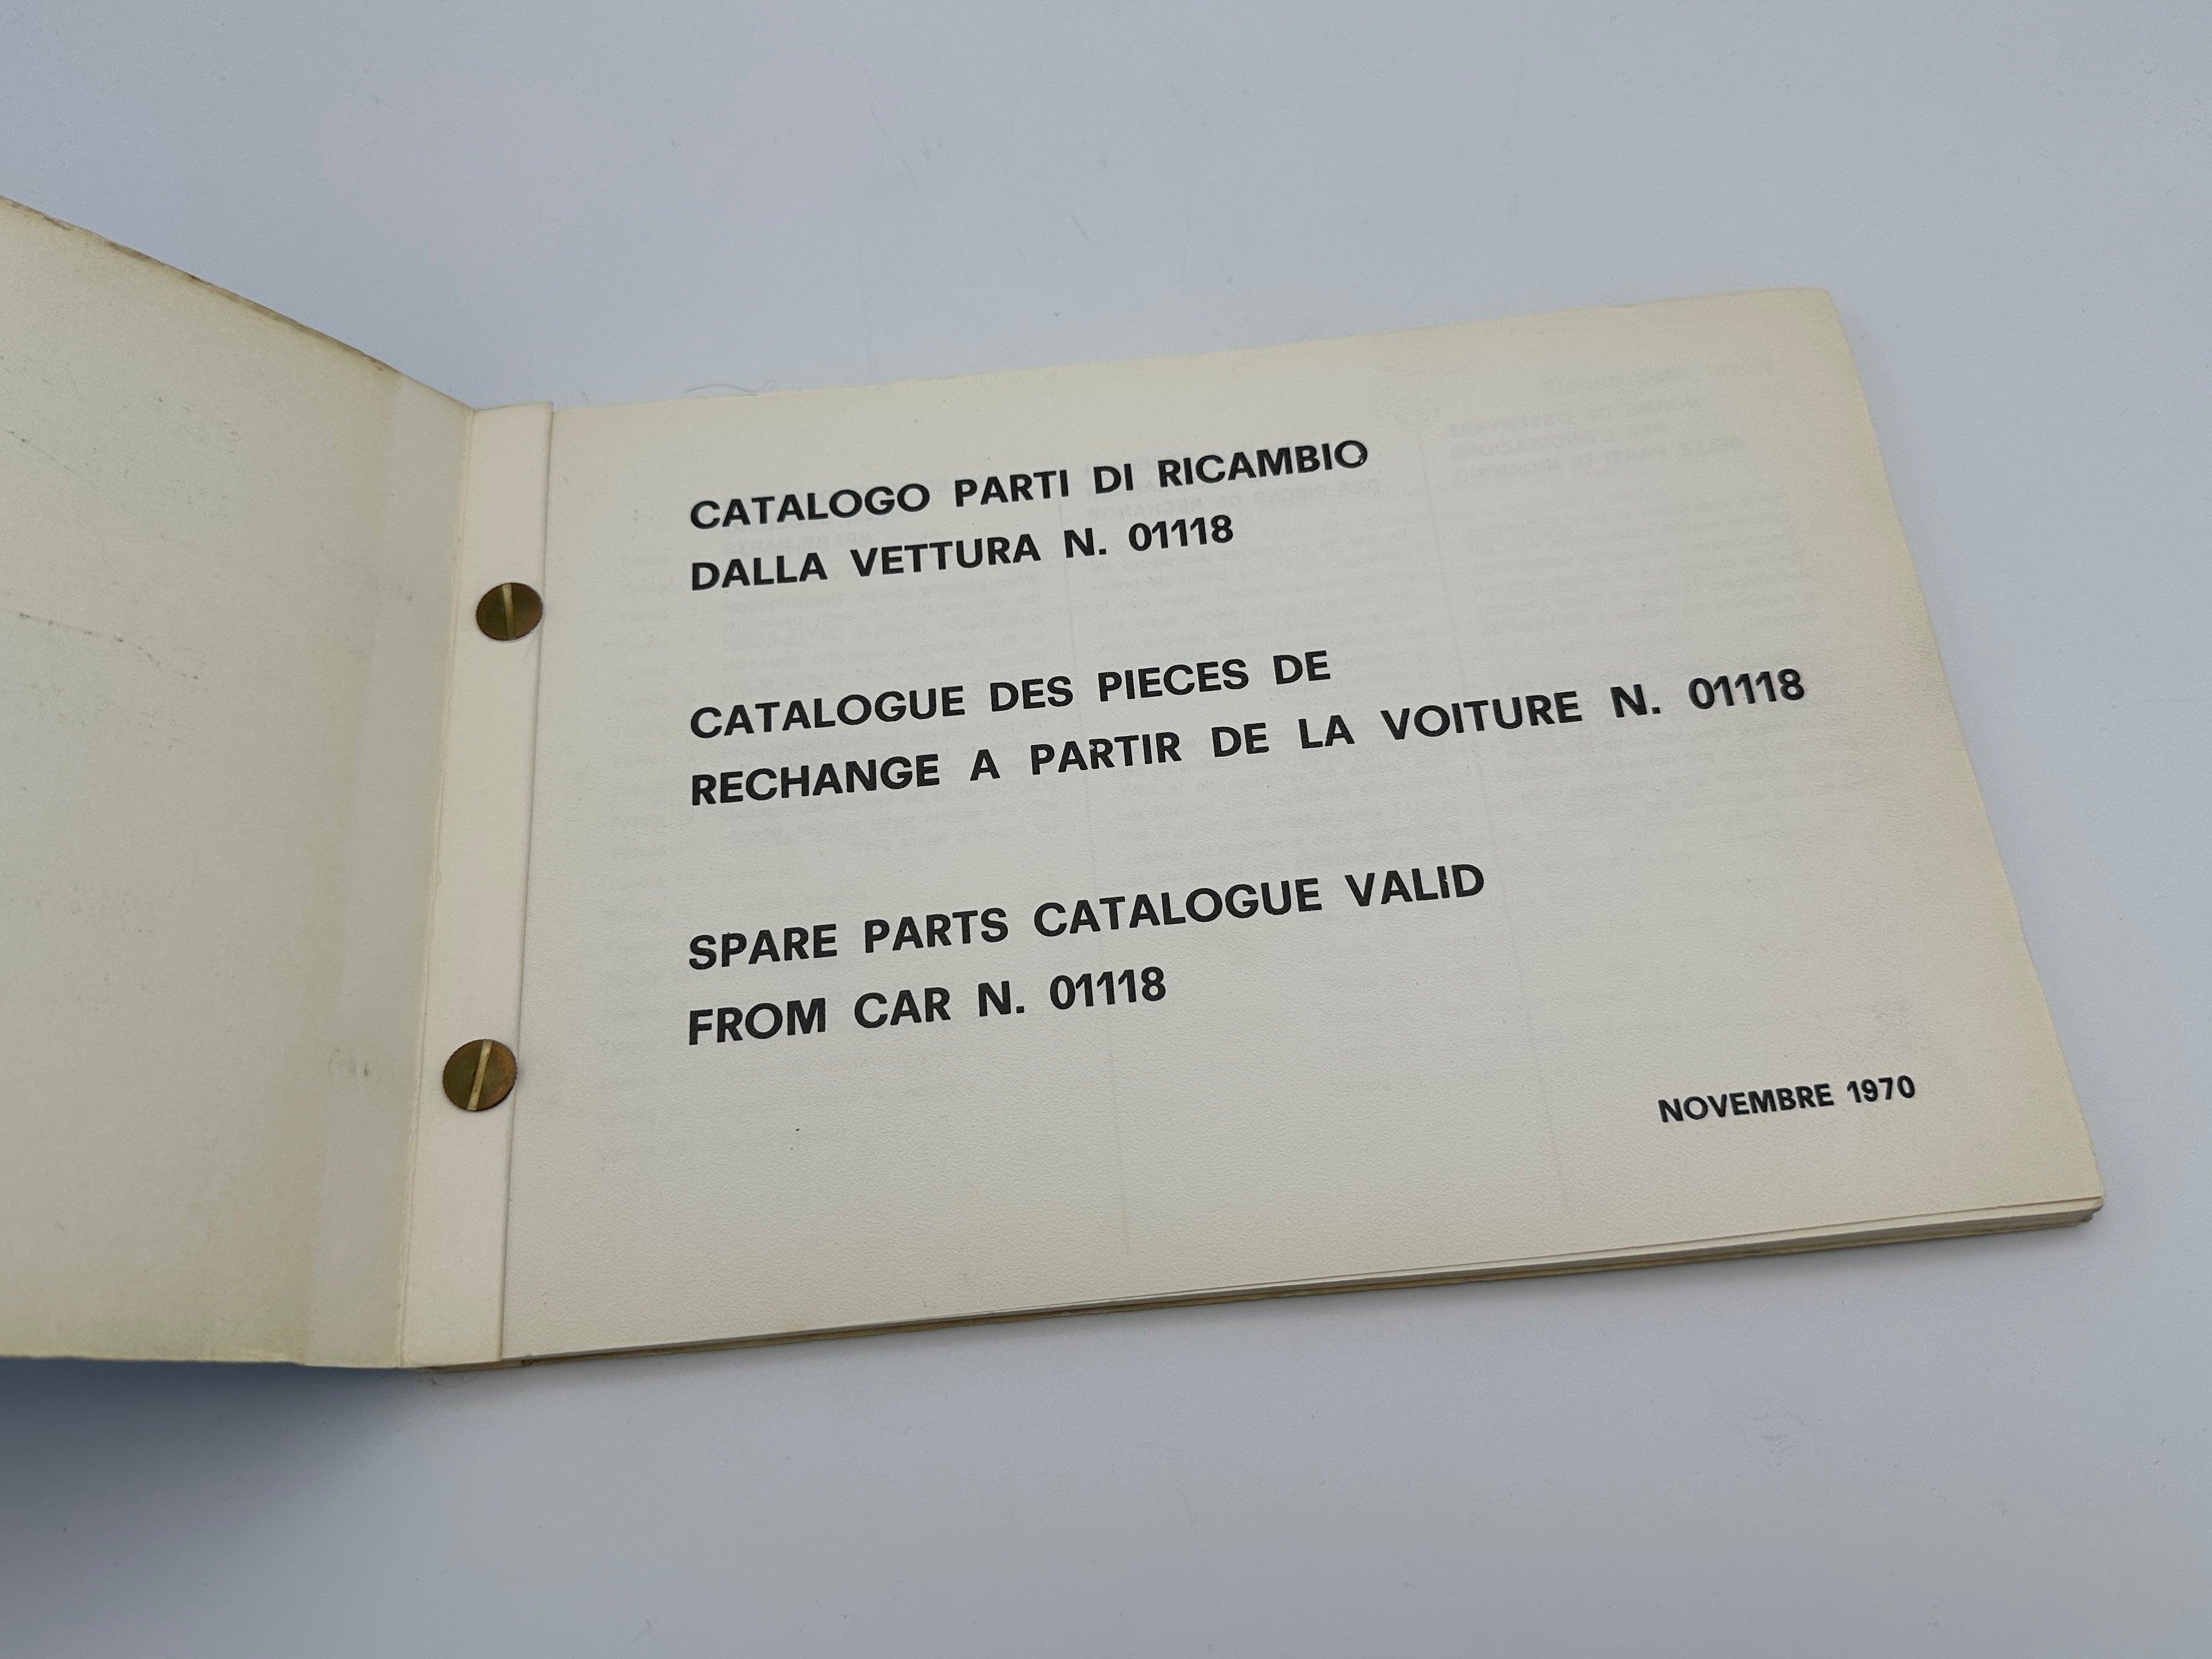 CATALOGO PARTI DI RICAMBIO
DALLA VETTURA N. 01118
CATALOGUE DES PIECES DE
RECHANGE A PARTIR DE LA VOITURE N. 01118
SPARE PARTS CATALOGUE VALID
FROM CAR N. 01118
NOVEMBRE 1970